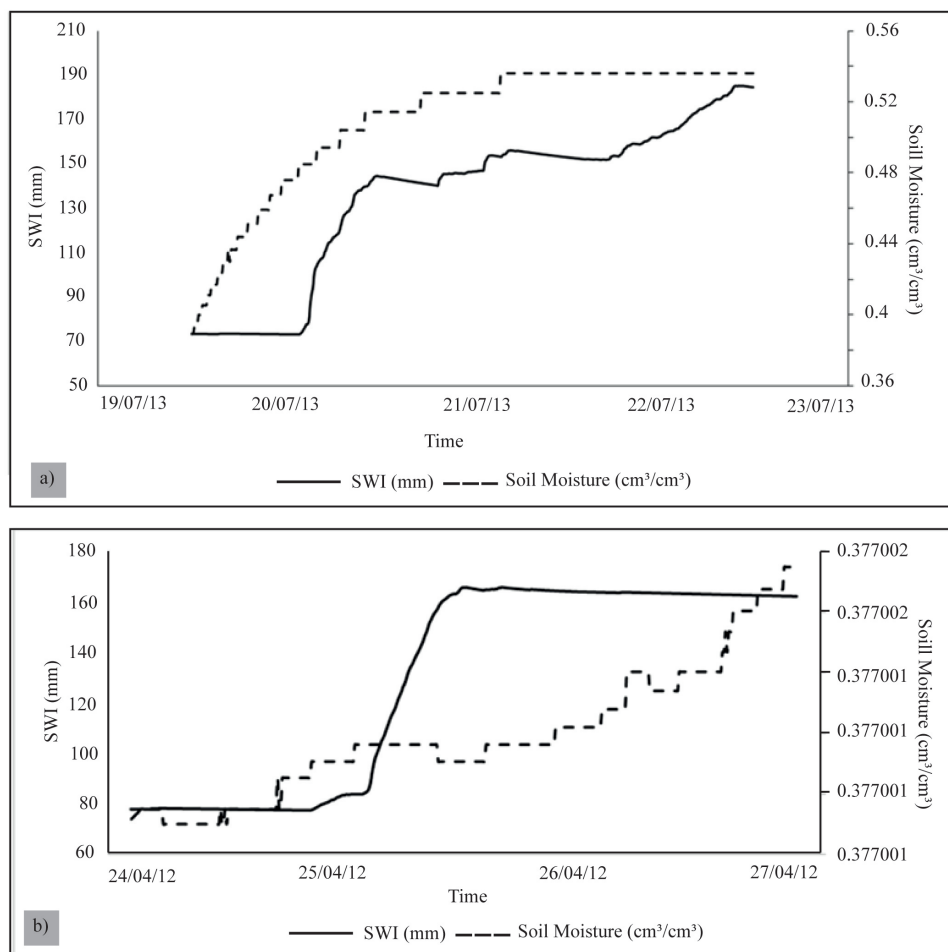 210
190
170
150
130
110
90
70
50
SWI (mm)
0.56
0.52
0.48
0.44
0.4
0.36
Soill Moisture (cm³/cm³)
19/07/13 20/07/13 21/07/13 22/07/13 23/07/13
Time
a)
SWI (mm) Soil Moisture (cm³/cm³)
180
160
140
120
100
80
60
SWI (mm)
0.377002
0.377002
0.377001
0.377001
0.377001
0.377001
Soill Moisture (cm³/cm³)
24/04/12 25/04/12 26/04/12 27/04/12
Time
b)
SWI (mm) Soil Moisture (cm³/cm³)